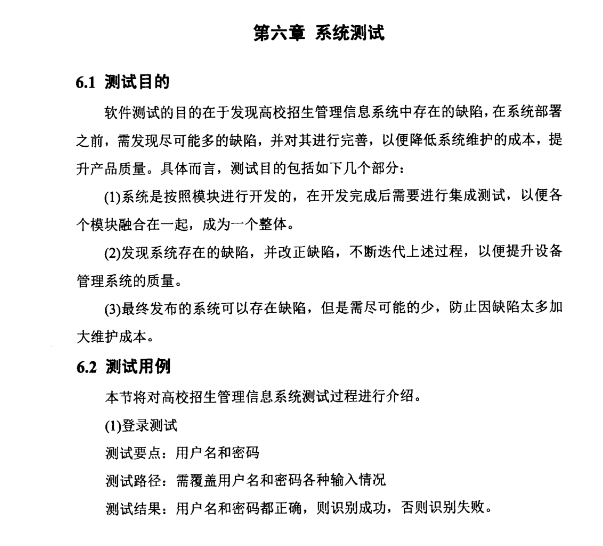 第六章 系统测试
6.1 测试目的
软件测试的目的在于发现高校招生管理信息系统中存在的缺陷,在系统部署
之前，需发现尽可能多的缺陷，并对其进行完善，以便降低系统维护的成本，提
升产品质量。具体而言，测试目的包括如下几个部分：
(1)系统是按照模块进行开发的，在开发完成后需要进行集成测试，以便各
个模块融合在一起，成为一个整体。
(2)发现系统存在的缺陷，并改正缺陷，不断迭代上述过程，以便提升设备
管理系统的质量。
(3)最终发布的系统可以存在缺陷，但是需尽可能的少，防止因缺陷太多加
大维护成本。
6.2 测试用例
本节将对高校招生管理信息系统测试过程进行介绍。
(1)登录测试
测试要点：用户名和密码
测试路径：需覆盖用户名和密码各种输入情况
测试结果：用户名和密码都正确，则识别成功，否则识别失败。